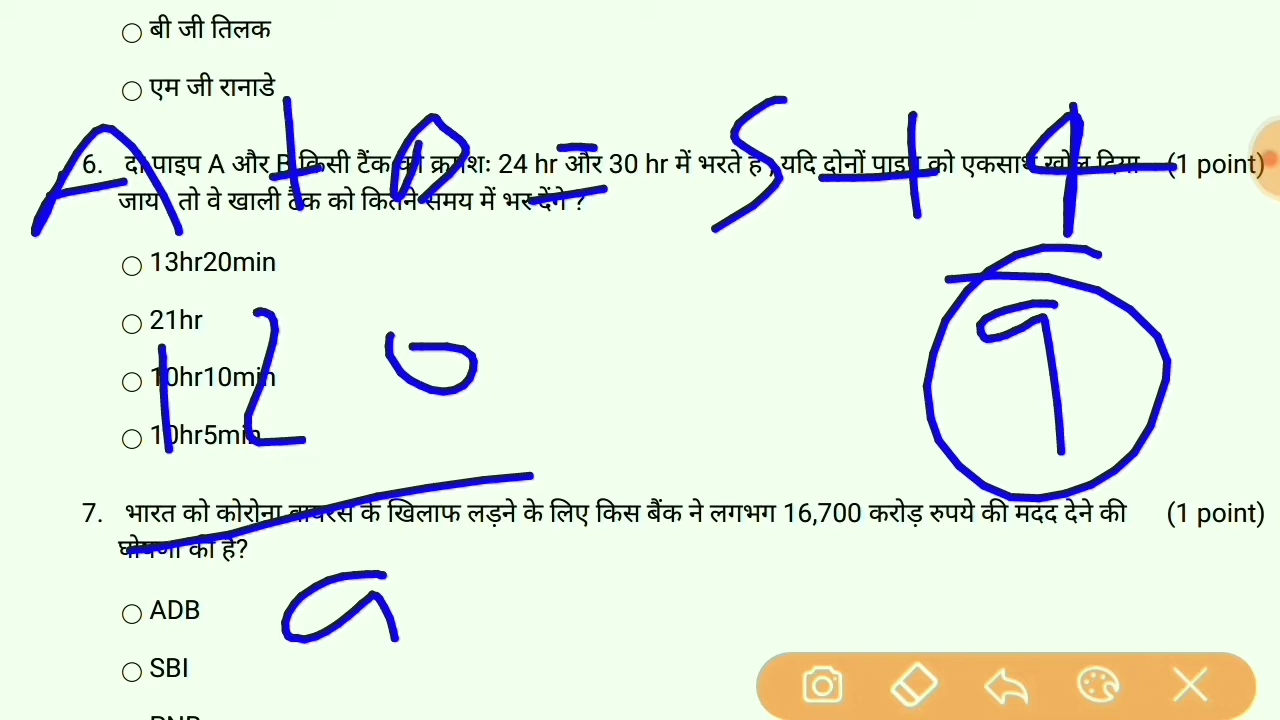 बी जी तिलक
एम जी रानाडे
6. दो पाइप A और B किसी टैंक को क्रमशः 24 hr और 30 hr में भरते है , यदि दोनों पाइप को एकसाथ खोल दिया (1 point)
जाय तो वे खाली टैंक को कितने समय में भर देंगे ?
A + B = 5 + 4
9
13hr20min
21hr
10hr10min
10hr5min
120
9
7. भारत को कोरोना वायरस के खिलाफ लड़ने के लिए किस बैंक ने लगभग 16,700 करोड़ रुपये की मदद देने की (1 point)
घोषणा की है?
ADB
SBI